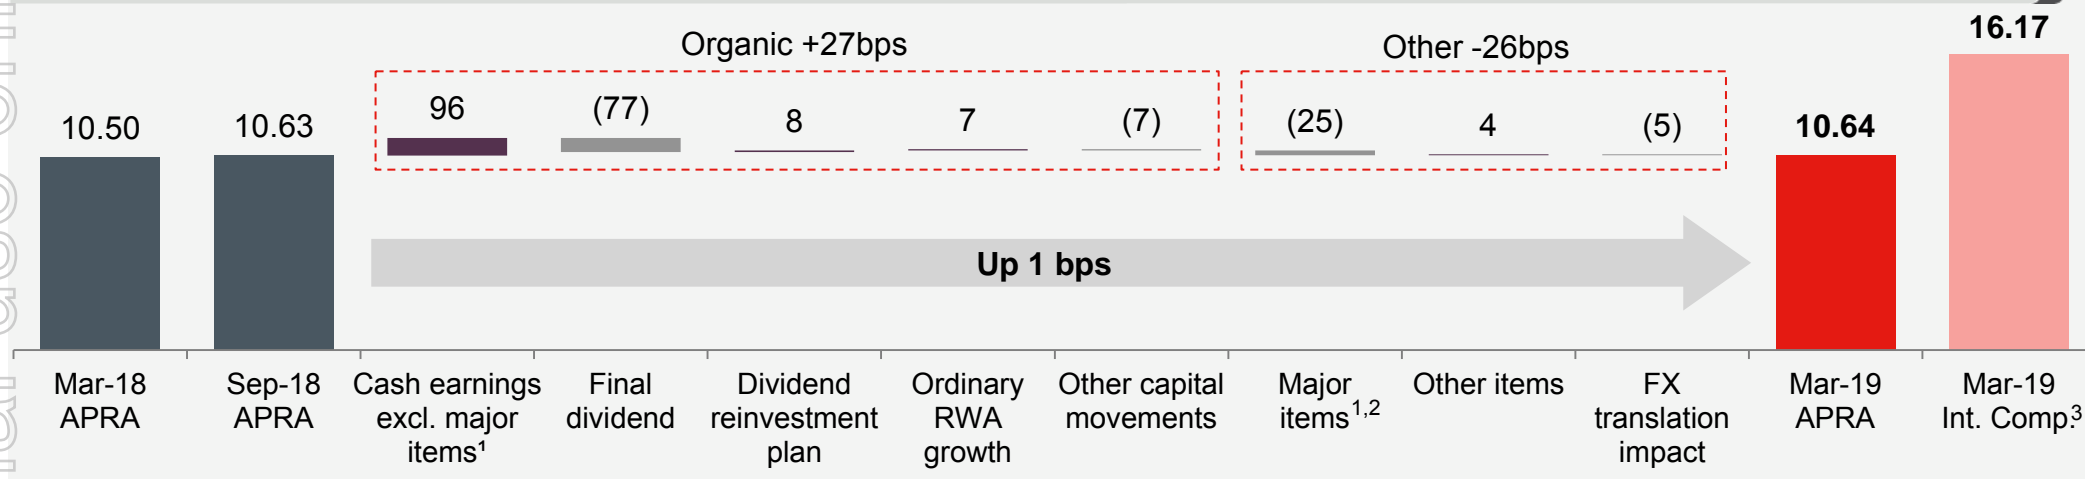 16.17
Organic +27bps
Other -26bps
10.50
10.63
96
(77)
8
7
(7)
(25)
4
(5)
10.64
Up 1 bps
Mar-18
APRA
Sep-18
APRA
Cash earnings
excl. major
items¹
Final
dividend
Dividend
reinvestment
plan
Ordinary
RWA
growth
Other capital
movements
Major
items¹,²
Other items
FX
translation
impact
Mar-19
APRA
Mar-19
Int. Comp.³